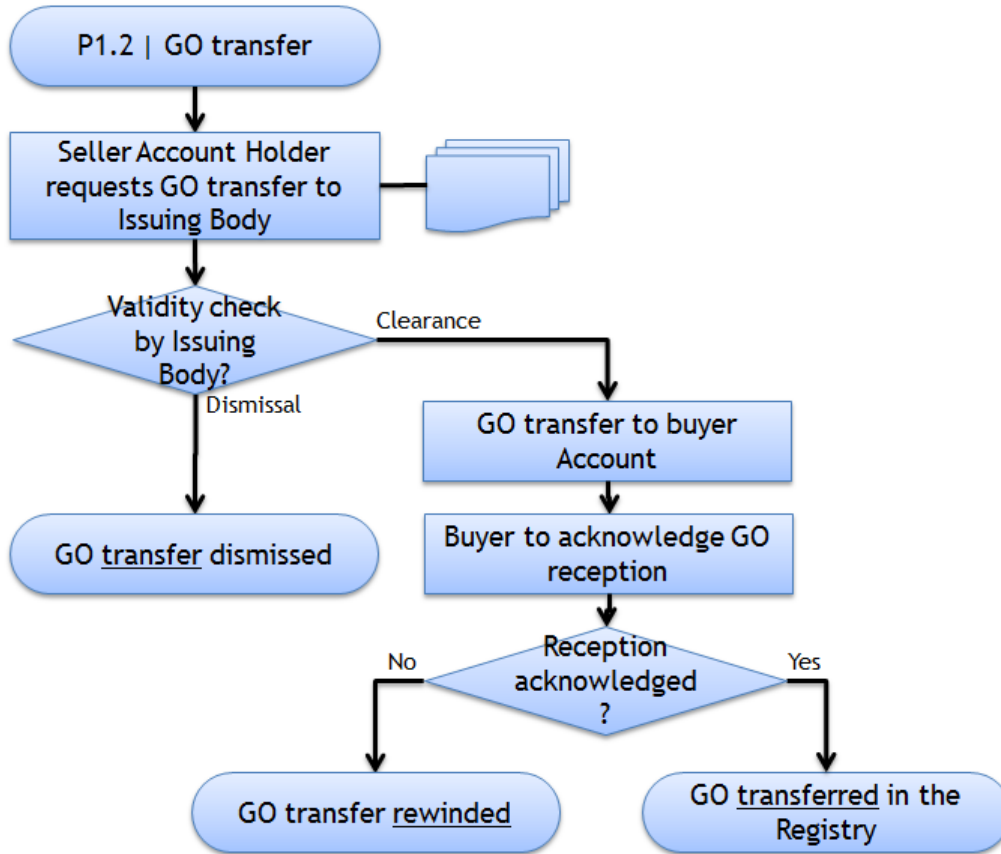 P1.2 | GO transfer
Seller Account Holder
requests GO transfer to
Issuing Body
Validity check
by Issuing
Body?
Clearance
Dismissal
GO transfer to buyer
Account
Buyer to acknowledge GO
reception
GO transfer dismissed
Reception
acknowledged
?
No
Yes
GO transfer rewinded
GO transferred in the
Registry